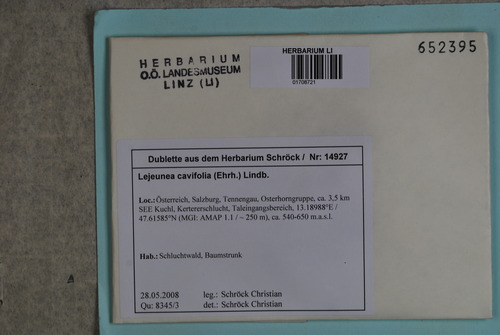 HERBARIUM
O.Ö. LANDESMUSEUM
LINZ (LI)
HERBARIUM LI
01708721
652395
Dublette aus dem Herbarium Schröck / Nr: 14927
Lejeunea cavifolia (Ehrh.) Lindb.
Loc.:Österreich, Salzburg, Tennengau, Osterhorngruppe, ca. 3,5 km
SEE Kuchl, Kertererschlucht, Taleingangsbereich, 13.18988°E /
47.61585°N (MGI: AMAP 1.1 / ~ 250 m), ca. 540-650 m.a.s.l.
Hab.: Schluchtwald, Baumstrunk
28.05.2008 leg.: Schröck Christian
Qu: 8345/3 det.: Schröck Christian